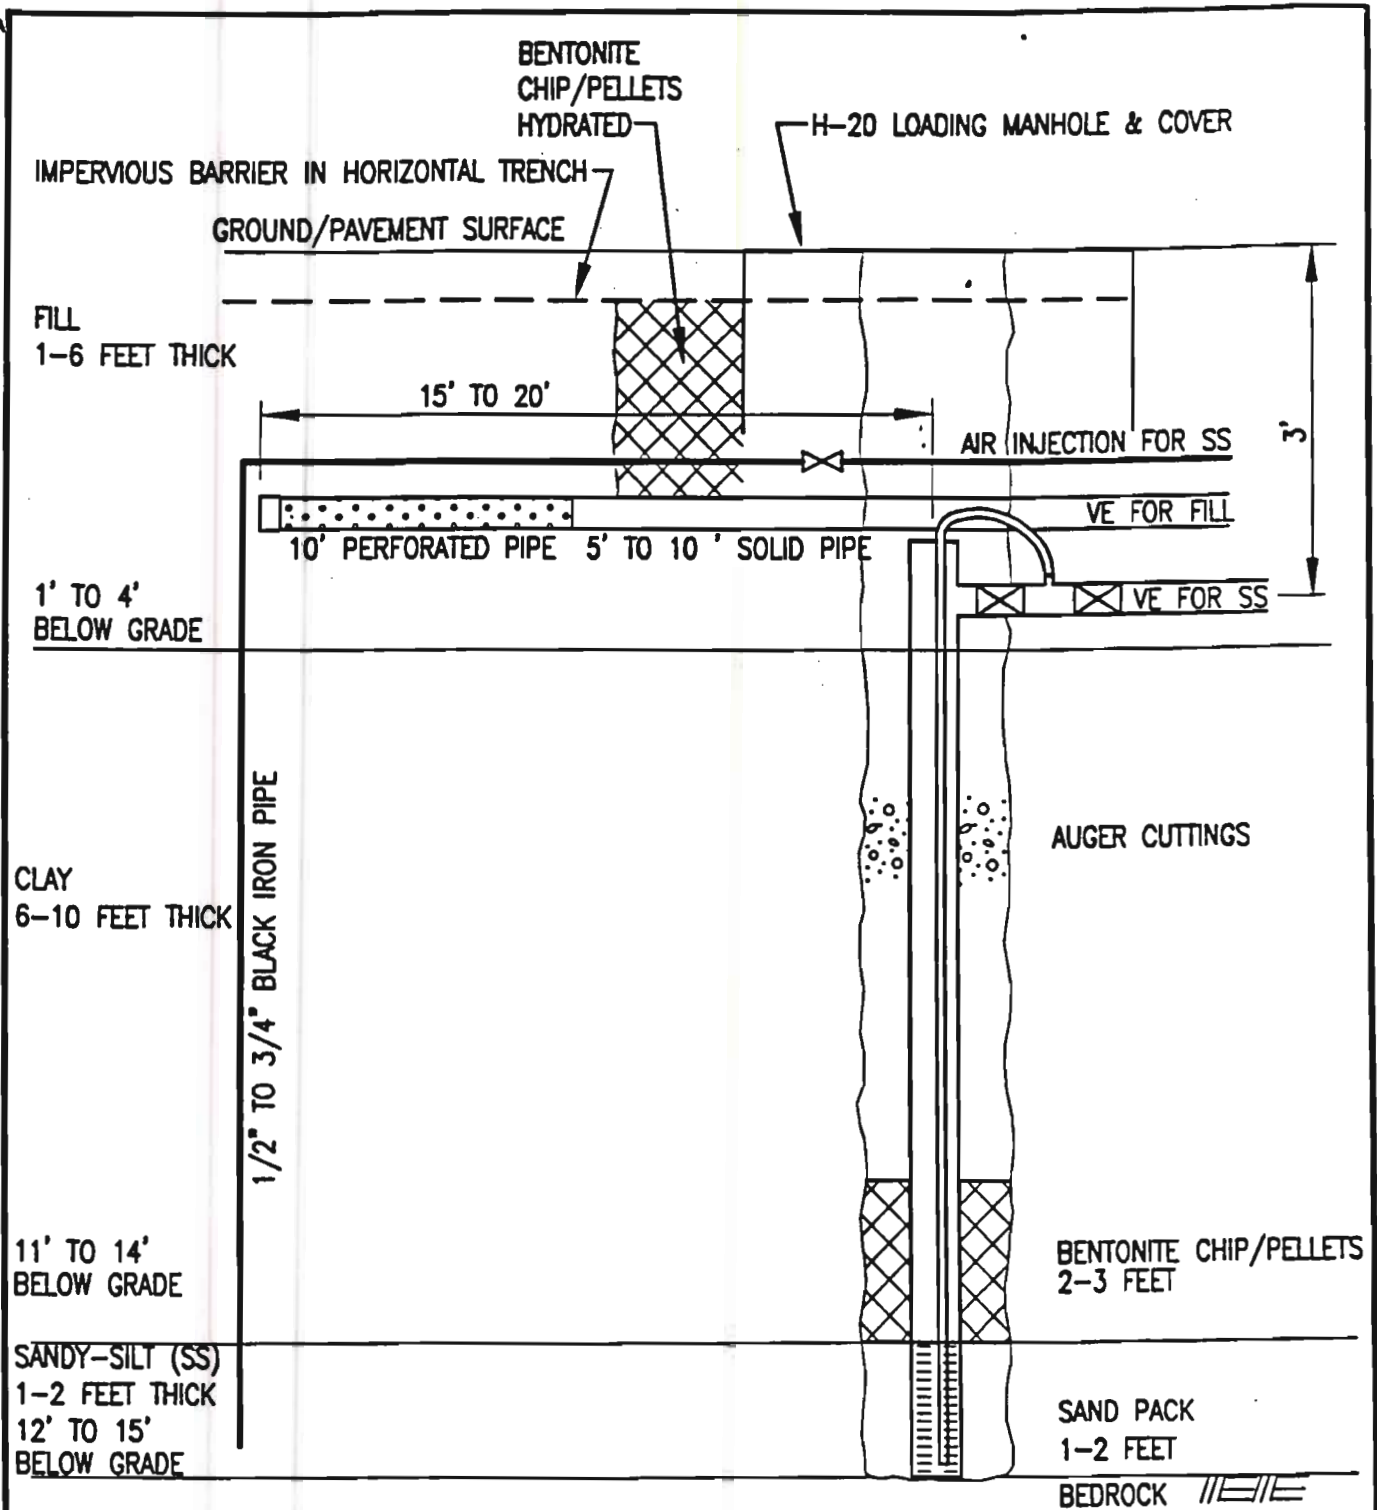 BENTONITE
CHIP/PELLETS
HYDRATED
H-20 LOADING MANHOLE & COVER
IMPERVIOUS BARRIER IN HORIZONTAL TRENCH
GROUND/PAVEMENT SURFACE
FILL
1-6 FEET THICK
15' TO 20'
AIR INJECTION FOR SS
3'
VE FOR FILL
10' PERFORATED PIPE
5' TO 10 ' SOLID PIPE
1' TO 4'
BELOW GRADE
VE FOR SS
1/2" TO 3/4" BLACK IRON PIPE
AUGER CUTTINGS
CLAY
6-10 FEET THICK
11' TO 14'
BELOW GRADE
BENTONITE CHIP/PELLETS
2-3 FEET
SANDY-SILT (SS)
1-2 FEET THICK
12' TO 15'
BELOW GRADE
SAND PACK
1-2 FEET
BEDROCK